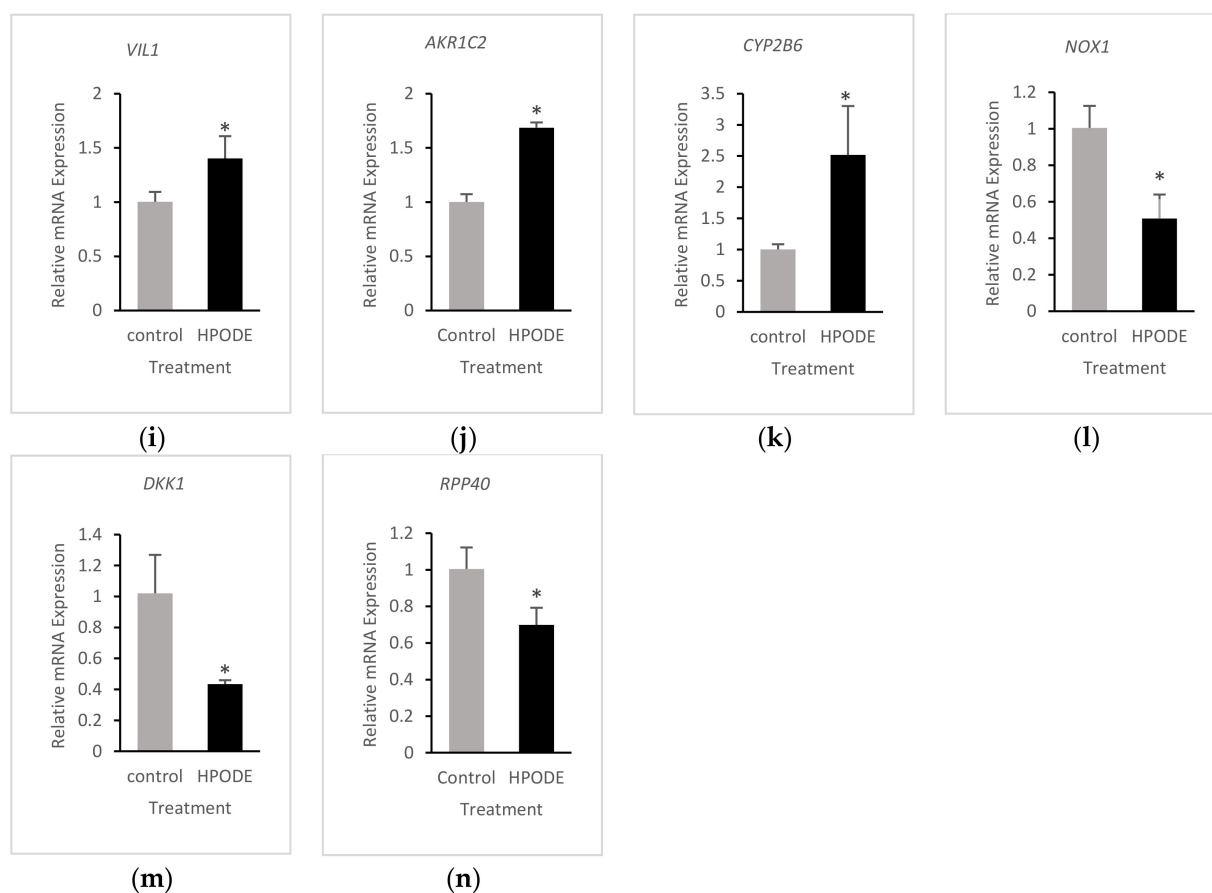 VIL1
Relative mRNA Expression
2
1.5
1
0.5
0
*
control HPODE
Treatment
(i)
AKR1C2
Relative mRNA Expression
2
1.5
1
0.5
0
*
Control HPODE
Treatment
(j)
CYP2B6
Relative mRNA Expression
3.5
3
2.5
2
1.5
1
0.5
0
*
control HPODE
Treatment
(k)
NOX1
Relative mRNA Expression
1.2
1
0.8
0.6
0.4
0.2
0
*
control HPODE
Treatment
(l)
DKK1
Relative mRNA Expression
1.4
1.2
1
0.8
0.6
0.4
0.2
0
*
control HPODE
Treatment
(m)
RPP40
Relative mRNA Expression
1.2
1
0.8
0.6
0.4
0.2
0
*
Control HPODE
Treatment
(n)